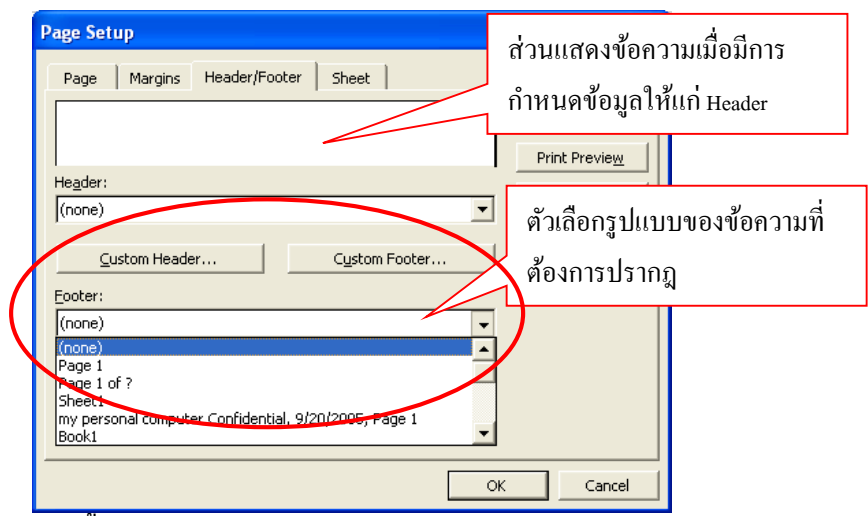 Page Setup
ส่วนแสดงข้อความเมื่อมีการ
กำหนดข้อมูลให้แก่ Header
Page Margins Header/Footer Sheet
Print Preview
Header:
(none)
ตัวเลือกรูปแบบของข้อความที่
ต้องการปรากฎ
Custom Header... Custom Footer...
Footer:
(none)
(none)
Page 1
Page 1 of ?
Sheet1
my personal computer Confidential, 9/20/2005, Page 1
Book1
OK Cancel